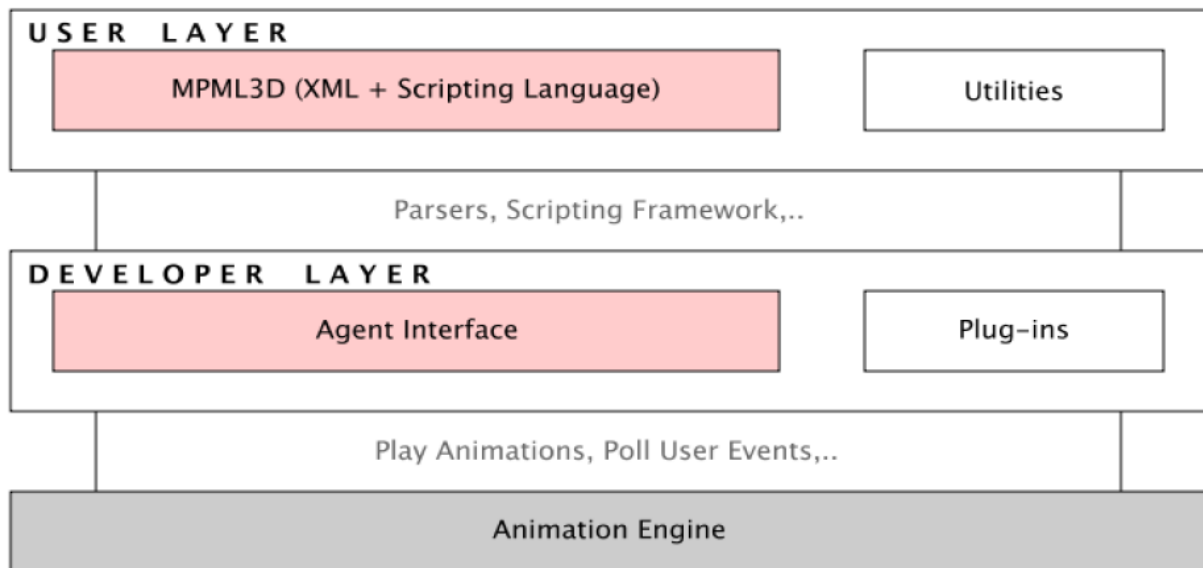 USER LAYER
MPML3D (XML + Scripting Language)
Utilities
Parsers, Scripting Framework,..
DEVELOPER LAYER
Agent Interface
Plug-ins
Play Animations, Poll User Events,..
Animation Engine